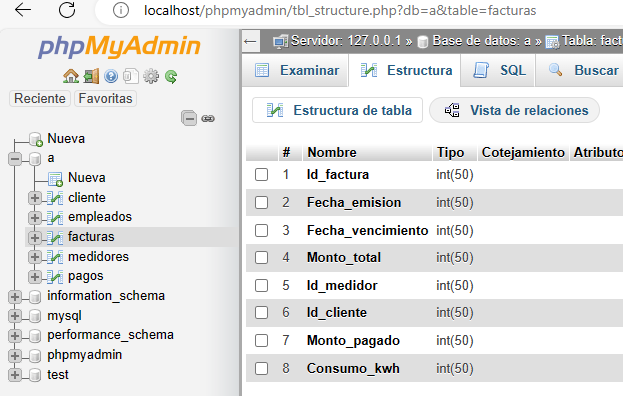 localhost/phpmyadmin/tbl_structure.php?db=a&table=facturas
phpMyAdmin
Reciente Favoritas
Nueva
a
Nueva
cliente
empleados
facturas
medidores
pagos
information_schema
mysql
performance_schema
phpmyadmin
test
Servidor: 127.0.0.1 » Base de datos: a » Tabla: fact
Examinar Estructura SQL Buscar
Estructura de tabla Vista de relaciones
# Nombre Tipo Cotejamiento Atributo
1 Id_factura int(50)
2 Fecha_emision int(50)
3 Fecha_vencimiento int(50)
4 Monto_total int(50)
5 Id_medidor int(50)
6 Id_cliente int(50)
7 Monto_pagado int(50)
8 Consumo_kwh int(50)